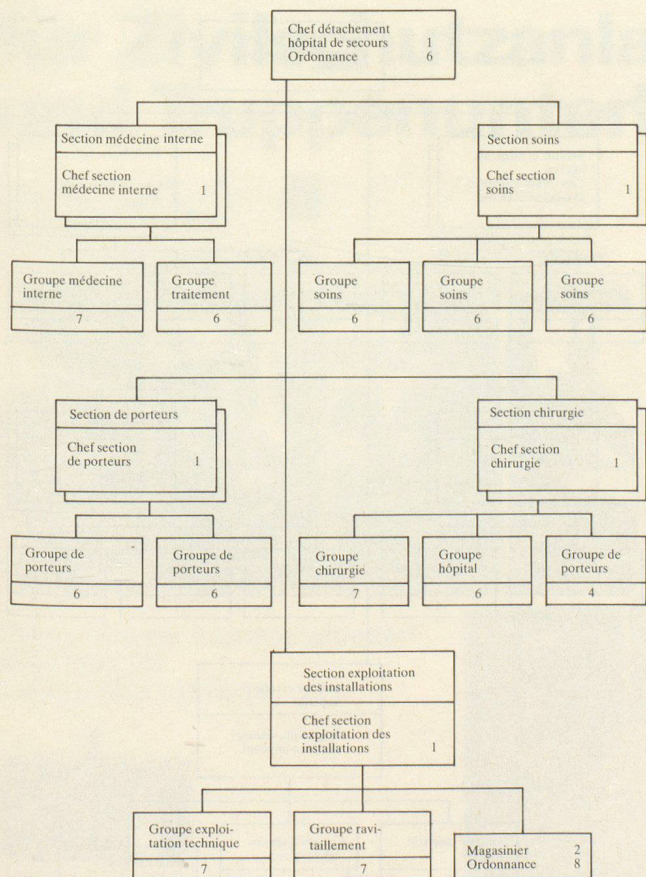 Chef détachement
hôpital de secours 1
Ordonnance 6
Section médecine interne
Chef section
médecine interne 1
Section soins
Chef section
soins 1
Groupe médecine
interne
7
Groupe
traitement
6
Groupe
soins
6
Groupe
soins
6
Groupe
soins
6
Section de porteurs
Chef section
de porteurs 1
Section chirurgie
Chef section
chirurgie 1
Groupe de
porteurs
6
Groupe de
porteurs
6
Groupe
chirurgie
7
Groupe
hôpital
6
Groupe de
porteurs
4
Section exploitation
des installations
Chef section
exploitation des
installations 1
Groupe exploi-
tation technique
7
Groupe ravi-
taillement
7
Magasinier 2
Ordonnance 8